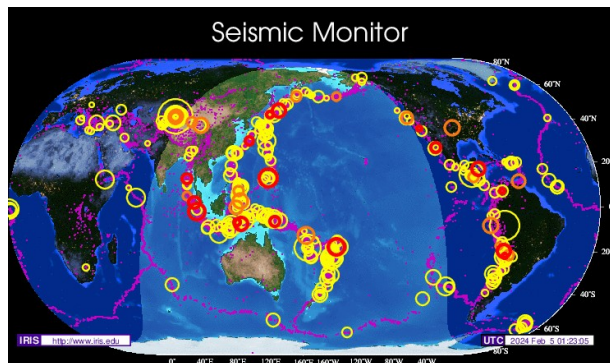 Seismic Monitor
80°N
60°N
40°N
20°N
0°
20°S
40°S
60°S
80°S
0° 40°E 80°E 120°E 160°E 160°W 120°W 80°W 40°W
IRIS http://www.iris.edu
UTC 2024 Feb 5 01:23:05